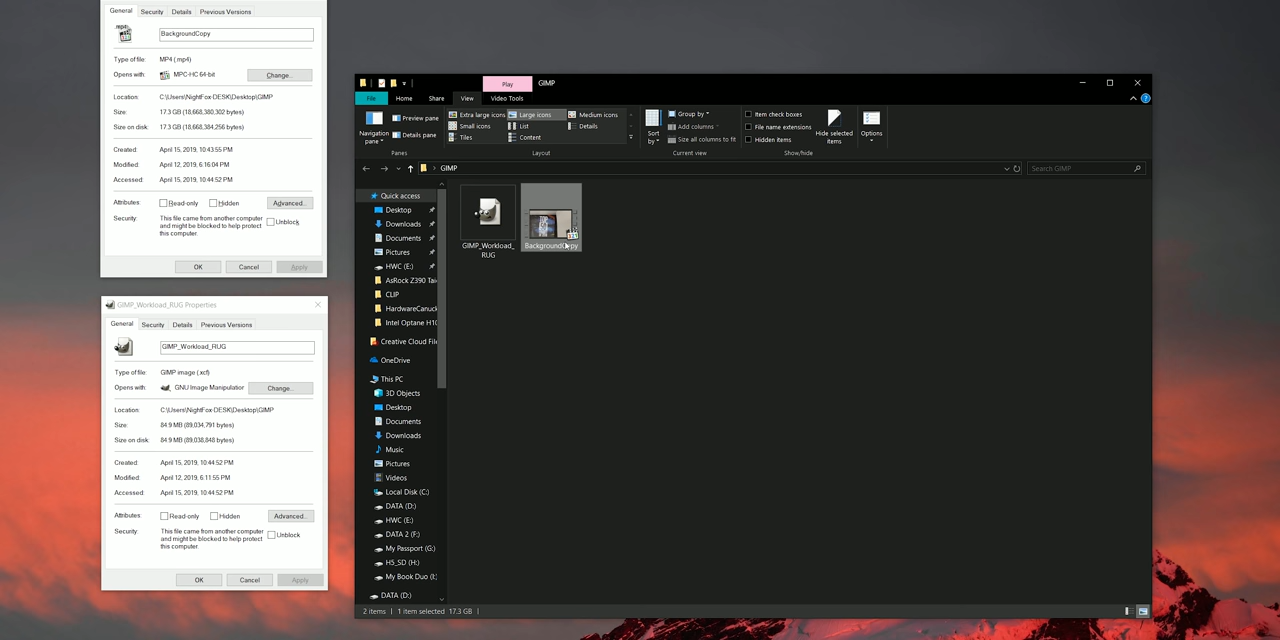 General Security Details Previous Versions
BackgroundCopy
Type of file: MP4 (.mp4)
Opens with: MPC-HC 64-bit Change...
Location: C:\Users\NightFox-DESK\Desktop\GIMP
Size: 17.3 GB (18,668,380,302 bytes)
Size on disk: 17.3 GB (18,668,384,256 bytes)
Created: April 15, 2019, 10:43:55 PM
Modified: April 12, 2019, 6:16:04 PM
Accessed: April 15, 2019, 10:44:52 PM
Attributes: Read-only Hidden Advanced...
Security: This file came from another computer and might be blocked to help protect this computer. Unblock
OK Cancel Apply
GIMP_Workload_RUG Properties
General Security Details Previous Versions
GIMP_Workload_RUG
Type of file: GIMP image (.xcf)
Opens with: GNU Image Manipulator Change...
Location: C:\Users\NightFox-DESK\Desktop\GIMP
Size: 84.9 MB (89,034,791 bytes)
Size on disk: 84.9 MB (89,038,848 bytes)
Created: April 15, 2019, 10:44:52 PM
Modified: April 12, 2019, 6:11:55 PM
Accessed: April 15, 2019, 10:44:52 PM
Attributes: Read-only Hidden Advanced...
Security: This file came from another computer and might be blocked to help protect this computer. Unblock
OK Cancel Apply
Play GIMP
File Home Share View Video Tools
Navigation pane
Preview pane
Details pane
Panes
Extra large icons Large icons Medium icons
Small icons List Details
Tiles Content
Layout
Sort by
Group by
Add columns
Size all columns to fit
Current view
Item check boxes
File name extensions
Hidden items
Hide selected items
Show/hide
Options
GIMP
Search GIMP
Quick access
Desktop
Downloads
Documents
Pictures
HWC (E:)
AsRock Z390 Tai
CLIP
HardwareCanuck
Intel Optane H10
Creative Cloud File
OneDrive
This PC
3D Objects
Desktop
Documents
Downloads
Music
Pictures
Videos
Local Disk (C:)
DATA (D:)
HWC (E:)
DATA 2 (F:)
My Passport (G:)
H5_SD (H:)
My Book Duo (I:)
DATA (D:)
GIMP_Workload_
RUG
BackgroundCopy
2 items 1 item selected 17.3 GB